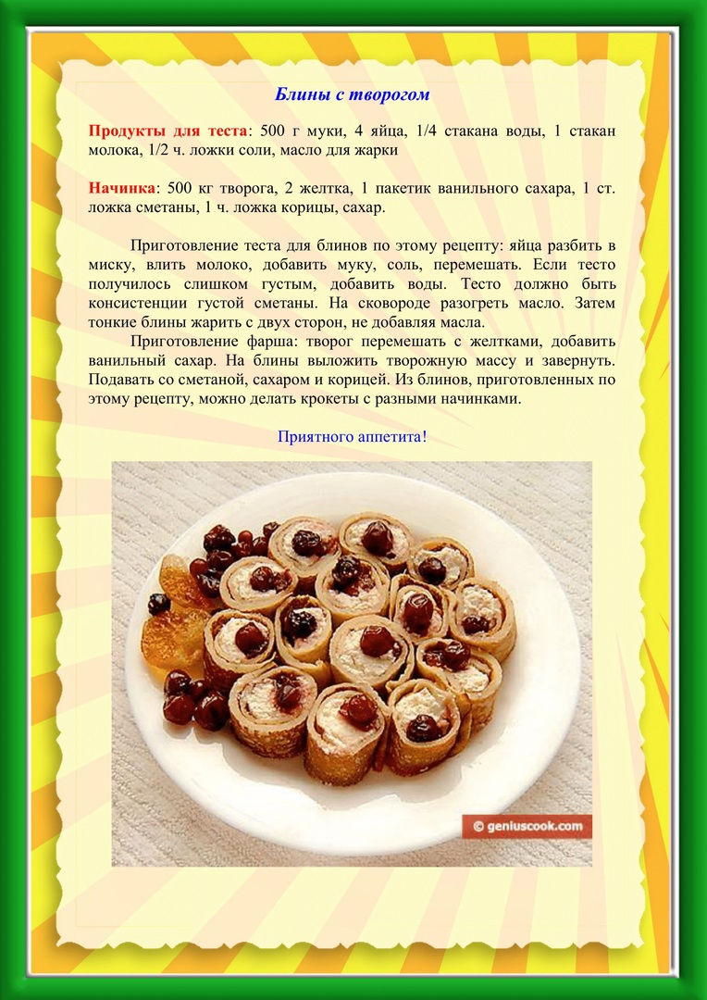 Блины с творогом
Продукты для теста: 500 г муки, 4 яйца, 1/4 стакана воды, 1 стакан
молока, 1/2 ч. ложки соли, масло для жарки
Начинка: 500 кг творога, 2 желтка, 1 пакетик ванильного сахара, 1 ст.
ложка сметаны, 1 ч. ложка корицы, сахар.
Приготовление теста для блинов по этому рецепту: яйца разбить в
миску, влить молоко, добавить муку, соль, перемешать. Если тесто
получилось слишком густым, добавить воды. Тесто должно быть
консистенции густой сметаны. На сковороде разогреть масло. Затем
тонкие блины жарить с двух сторон, не добавляя масла.
Приготовление фарша: творог перемешать с желтками, добавить
ванильный сахар. На блины выложить творожную массу и завернуть.
Подавать со сметаной, сахаром и корицей. Из блинов, приготовленных по
этому рецепту, можно делать крокеты с разными начинками.
Приятного аппетита!
© geniuscook.com